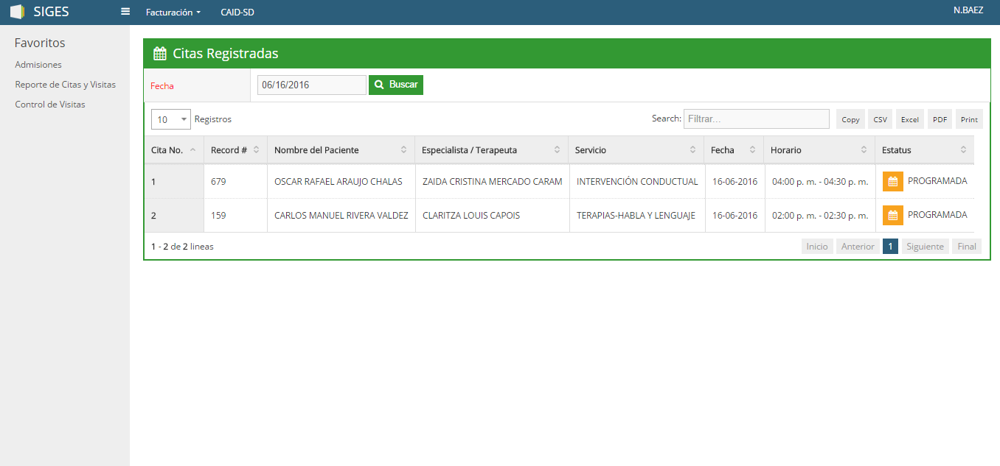 SIGES Facturación CAID-SD N.BAEZ
Favoritos
Admisiones
Reporte de Citas y Visitas
Control de Visitas
Citas Registradas
Fecha 06/16/2016 Buscar
10 Registros Search: Filtrar... Copy CSV Excel PDF Print
Cita No. Record # Nombre del Paciente Especialista / Terapeuta Servicio Fecha Horario Estatus
1 679 OSCAR RAFAEL ARAUJO CHALAS ZAIDA CRISTINA MERCADO CARAM INTERVENCIÓN CONDUCTUAL 16-06-2016 04:00 p. m. - 04:30 p. m. PROGRAMADA
2 159 CARLOS MANUEL RIVERA VALDEZ CLARITZA LOUIS CAPOIS TERAPIAS-HABLA Y LENGUAJE 16-06-2016 02:00 p. m. - 02:30 p. m. PROGRAMADA
1 - 2 de 2 lineas Inicio Anterior 1 Siguiente Final